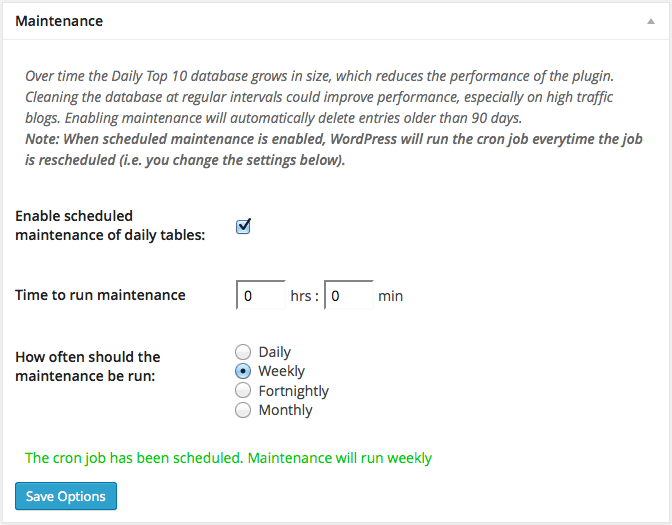 Maintenance
Over time the Daily Top 10 database grows in size, which reduces the performance of the plugin.
Cleaning the database at regular intervals could improve performance, especially on high traffic
blogs. Enabling maintenance will automatically delete entries older than 90 days.
Note: When scheduled maintenance is enabled, WordPress will run the cron job everytime the job
is rescheduled (i.e. you change the settings below).
Enable scheduled
maintenance of daily tables:
Time to run maintenance 0 hrs : 0 min
How often should the
maintenance be run:
Daily
Weekly
Fortnightly
Monthly
The cron job has been scheduled. Maintenance will run weekly
Save Options